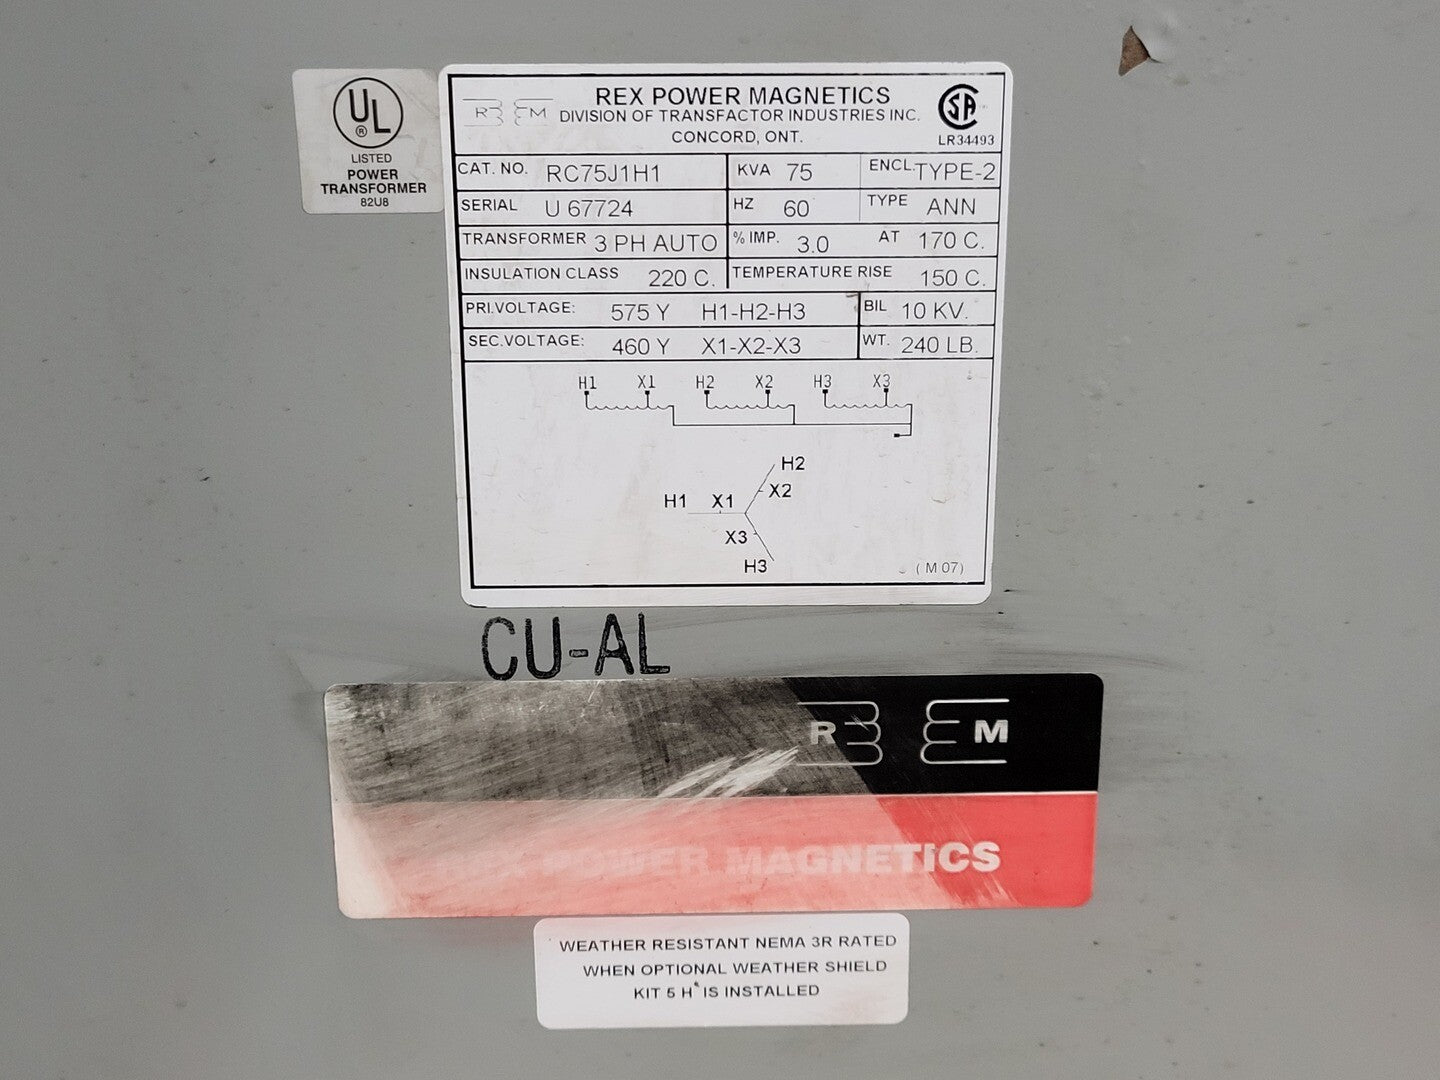 UL
®
LISTED
POWER
TRANSFORMER
82U8
R M
REX POWER MAGNETICS
DIVISION OF TRANSFACTOR INDUSTRIES INC.
CONCORD, ONT.
SA
LR34493
CAT. NO. RC75J1H1 KVA 75 ENCL. TYPE-2
SERIAL U 67724 HZ 60 TYPE ANN
TRANSFORMER 3 PH AUTO % IMP. 3.0 AT 170 C.
INSULATION CLASS 220 C. TEMPERATURE RISE 150 C.
PRI.VOLTAGE: 575 Y H1-H2-H3 BIL 10 KV.
SEC.VOLTAGE: 460 Y X1-X2-X3 WT. 240 LB.
H1 X1 H2 X2 H3 X3
H2
X2
H1 X1
X3
H3
( M 07)
CU-AL
R M
REX POWER MAGNETICS
WEATHER RESISTANT NEMA 3R RATED
WHEN OPTIONAL WEATHER SHIELD
KIT 5 H IS INSTALLED